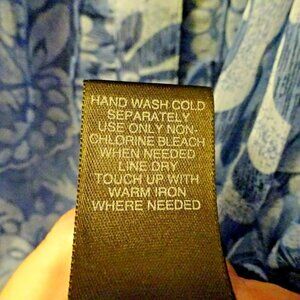 HAND WASH COLD
SEPARATELY
USE ONLY NON-
CHLORINE BLEACH
WHEN NEEDED
LINE DRY
TOUCH UP WITH
WARM IRON
WHERE NEEDED